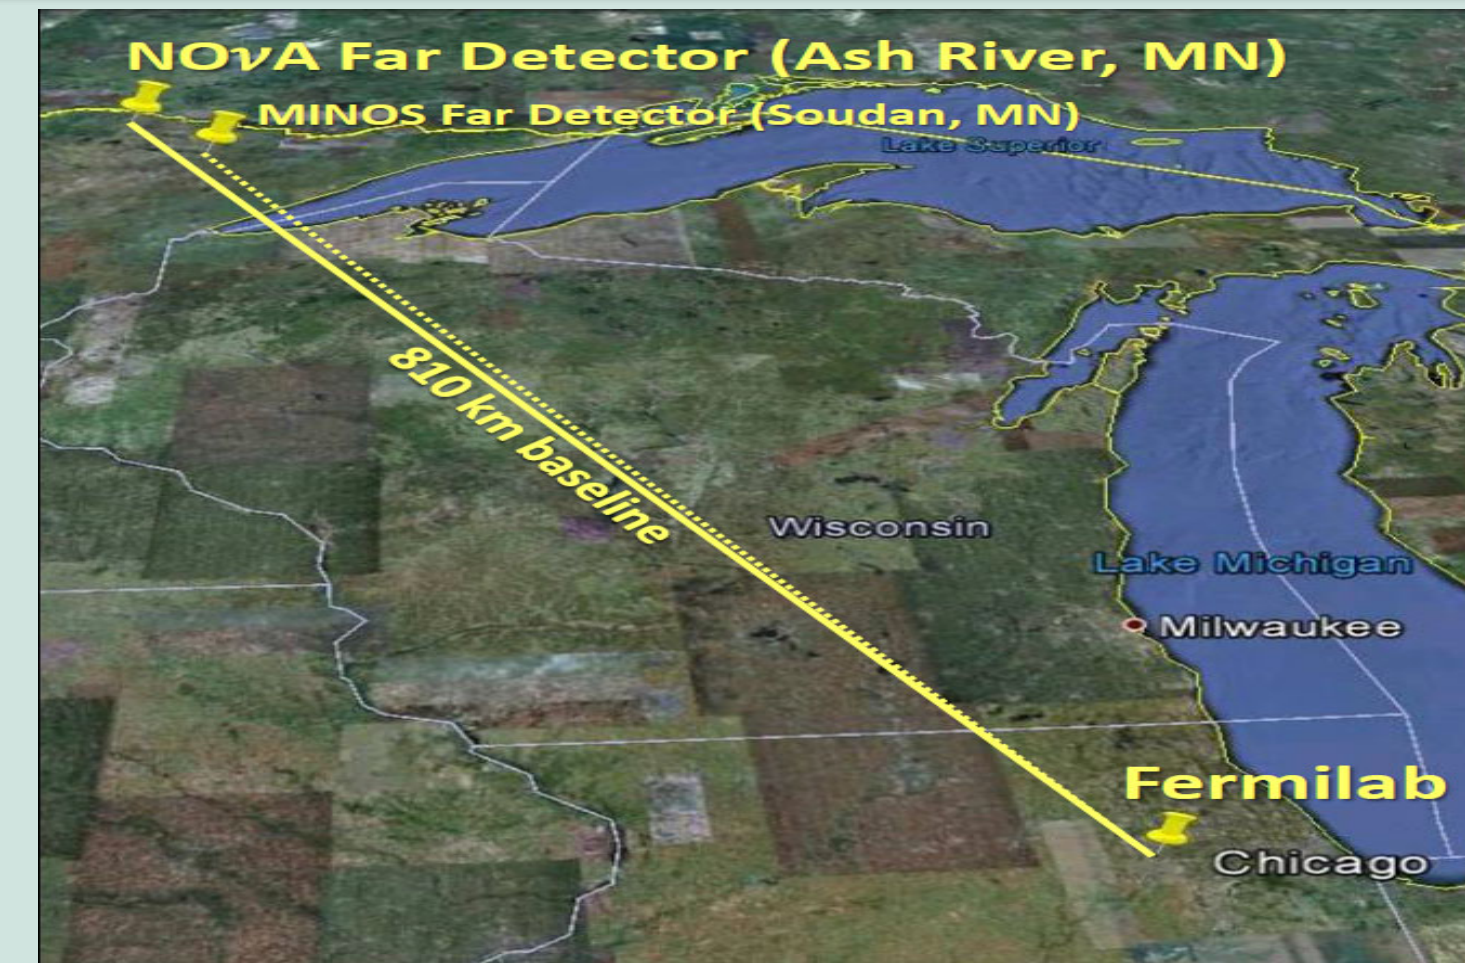 NOνA Far Detector (Ash River, MN)
MINOS Far Detector (Soudan, MN)
Lake Superior
810 km baseline
Wisconsin
Lake Michigan
Milwaukee
Fermilab
Chicago